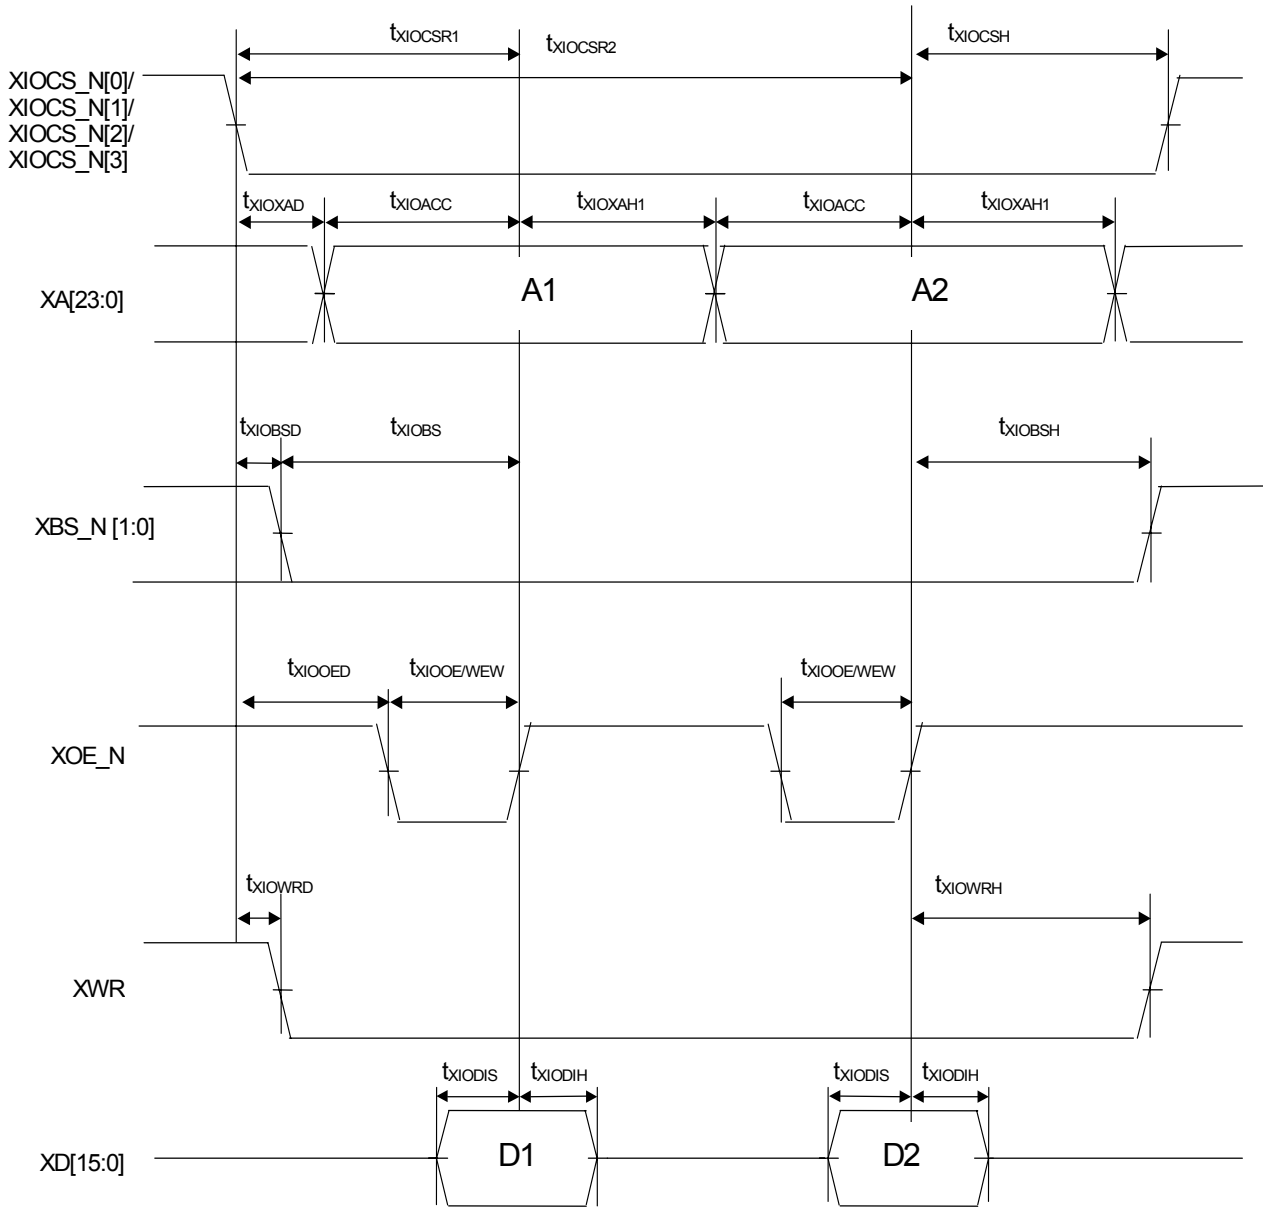 tXIOCSR1
tXIOCSR2
tXIOCSH
XIOCS_N[0]/
XIOCS_N[1]/
XIOCS_N[2]/
XIOCS_N[3]
tXIOXAD
tXIOACC
tXIOXAH1
tXIOACC
tXIOXAH1
XA[23:0]
A1
A2
tXIOBSD
tXIOBS
tXIOBSH
XBS_N [1:0]
tXIOOED
tXIOOE/WEW
tXIOOE/WEW
XOE_N
tXIOWRD
tXIOWRH
XWR
tXIODIS
tXIODIH
tXIODIS
tXIODIH
XD[15:0]
D1
D2